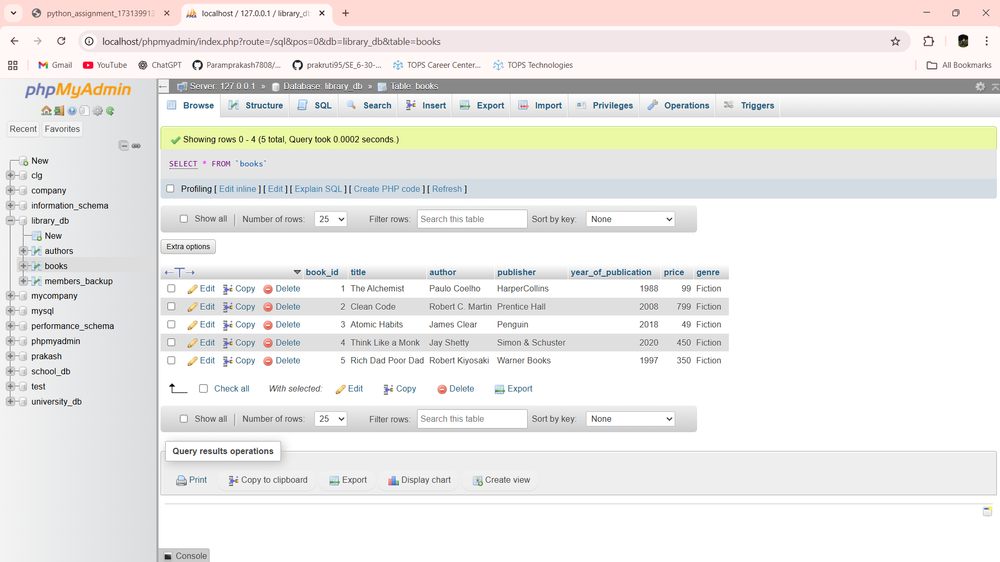 python_assignment_173139913
localhost / 127.0.0.1 / library_db
localhost/phpmyadmin/index.php?route=/sql&pos=0&db=library_db&table=books
Gmail YouTube ChatGPT Paramprakash7808/... prakruti95/SE_6-30-... TOPS Career Center... TOPS Technologies All Bookmarks
phpMyAdmin
Recent Favorites
New
clg
company
information_schema
library_db
New
authors
books
members_backup
mycompany
mysql
performance_schema
phpmyadmin
prakash
school_db
test
university_db
Server: 127.0.0.1 » Database: library_db » Table: books
Browse Structure SQL Search Insert Export Import Privileges Operations Triggers
Showing rows 0 - 4 (5 total, Query took 0.0002 seconds.)
SELECT * FROM `books`
Profiling [ Edit inline ] [ Edit ] [ Explain SQL ] [ Create PHP code ] [ Refresh ]
Show all Number of rows: 25 Filter rows: Search this table Sort by key: None
Extra options
book_id title author publisher year_of_publication price genre
Edit Copy Delete 1 The Alchemist Paulo Coelho HarperCollins 1988 99 Fiction
Edit Copy Delete 2 Clean Code Robert C. Martin Prentice Hall 2008 799 Fiction
Edit Copy Delete 3 Atomic Habits James Clear Penguin 2018 49 Fiction
Edit Copy Delete 4 Think Like a Monk Jay Shetty Simon & Schuster 2020 450 Fiction
Edit Copy Delete 5 Rich Dad Poor Dad Robert Kiyosaki Warner Books 1997 350 Fiction
Check all With selected: Edit Copy Delete Export
Show all Number of rows: 25 Filter rows: Search this table Sort by key: None
Query results operations
Print Copy to clipboard Export Display chart Create view
Console